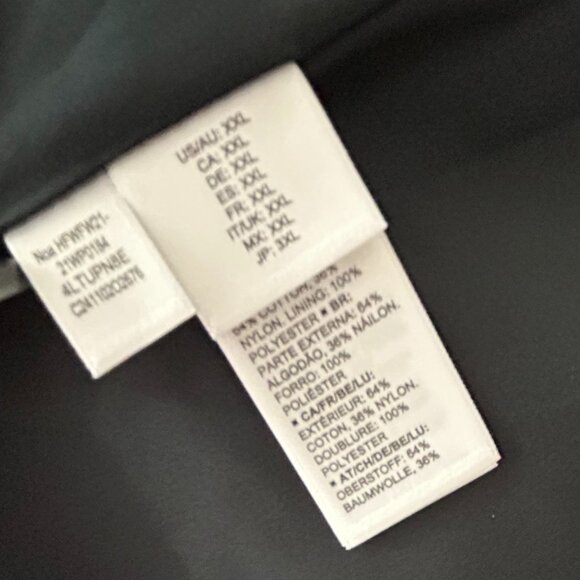 US/AU: XXL
CA: XXL
DE: XXL
ES: XXL
FR: XXL
IT/UK: XXL
MX: XXL
JP: 3XL
Noa HFWFW21-
21WP0184
4LTUPN8E
CN1102O2676
64% COTTON, 36%
NYLON. LINING: 100%
POLYESTER ▪ BR:
PARTE EXTERNA: 64%
ALGODÃO, 36% NÁILON.
FORRO: 100%
POLIÉSTER
▪ CA/FR/BE/LU:
EXTÉRIEUR: 64%
COTON, 36% NYLON.
DOUBLURE: 100%
POLYESTER
▪ AT/CH/DE/BE/LU:
OBERSTOFF: 64%
BAUMWOLLE, 36%